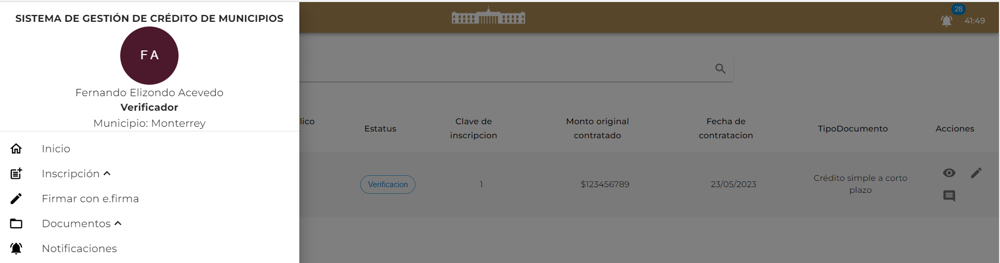 SISTEMA DE GESTIÓN DE CRÉDITO DE MUNICIPIOS
F A
Fernando Elizondo Acevedo
Verificador
Municipio: Monterrey
Inicio
Inscripción
Firmar con e.firma
Documentos
Notificaciones
28
41:49
lico
Estatus
Clave de
inscripcion
Monto original
contratado
Fecha de
contratacion
TipoDocumento
Acciones
Verificacion
1
$123456789
23/05/2023
Crédito simple a corto
plazo